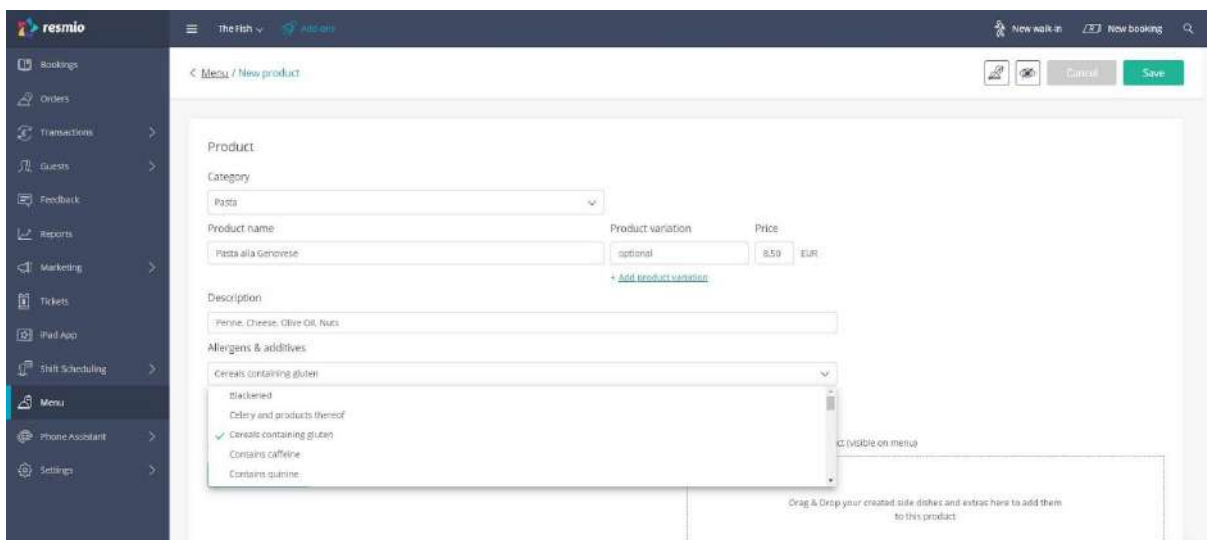 resmio
The Fish
Add-ons
New walk-in
New booking
Bookings
Orders
Transactions
Guests
Feedback
Reports
Marketing
Tickets
iPad App
Shift Scheduling
Menu
Phone Assistant
Settings
< Menu / New product
Cancel
Save
Product
Category
Pasta
Product name
Product variation
Price
Pasta alla Genovese
optional
8.50
EUR
+ Add product variation
Description
Penne, Cheese, Olive Oil, Nuts
Allergens & additives
Cereals containing gluten
Blackened
Celery and products thereof
Cereals containing gluten
Contains caffeine
Contains quinine
(visible on menu)
Drag & Drop your created side dishes and extras here to add them
to this product